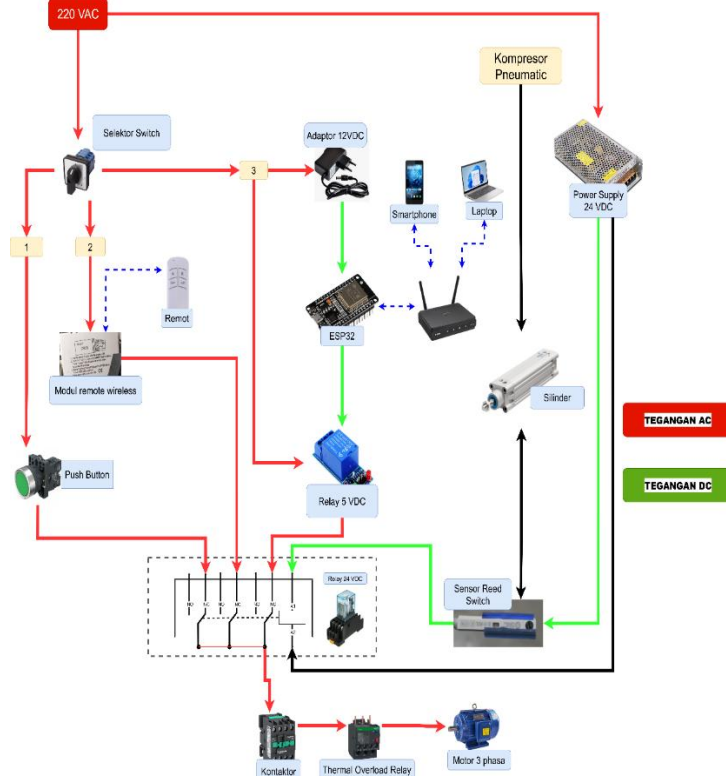 220 VAC
Kompresor
Pneumatic
Selektor Switch
Adaptor 12VDC
3
Power Supply
24 VDC
Smartphone
Laptop
1
2
Remot
ESP32
Modul remote wireless
Silinder
TEGANGAN AC
TEGANGAN DC
Push Button
Relay 5 VDC
Relay 24 VDC
Sensor Reed
Switch
Kontaktor
Thermal Overload Relay
Motor 3 phasa